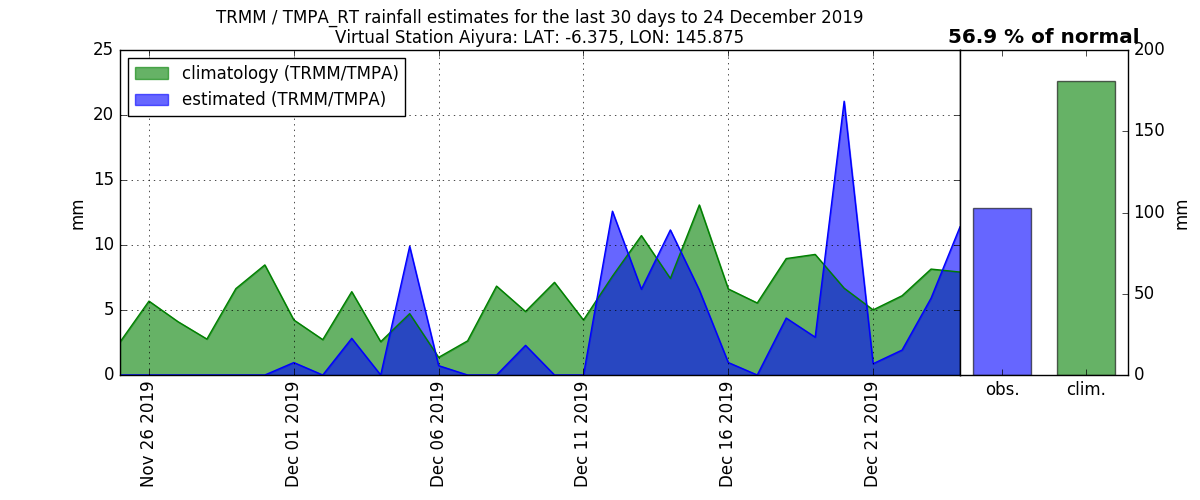 TRMM / TMPA_RT rainfall estimates for the last 30 days to 24 December 2019
Virtual Station Aiyura: LAT: -6.375, LON: 145.875
56.9 % of normal
climatology (TRMM/TMPA)
estimated (TRMM/TMPA)
25
20
15
10
5
0
mm
200
150
100
50
0
mm
Nov 26 2019
Dec 01 2019
Dec 06 2019
Dec 11 2019
Dec 16 2019
Dec 21 2019
obs.
clim.